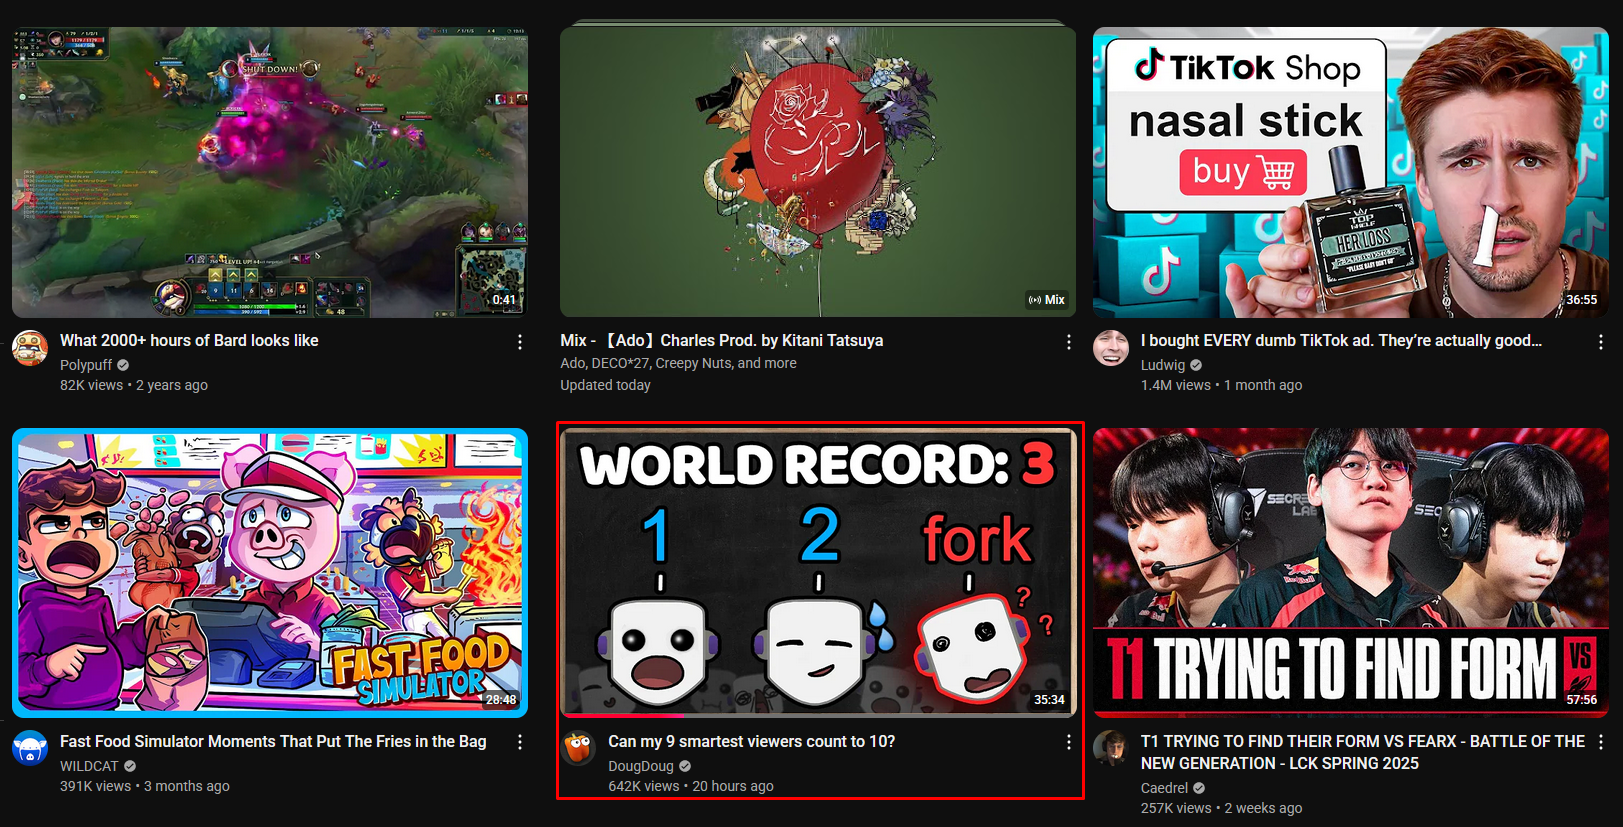 SHUT DOWN!
LEVEL UP!
0:41
What 2000+ hours of Bard looks like
Polypuff
82K views • 2 years ago
Mix
Mix - 【Ado】Charles Prod. by Kitani Tatsuya
Ado, DECO*27, Creepy Nuts, and more
Updated today
TikTok Shop
nasal stick
buy
TOP
HER LOSS
36:55
I bought EVERY dumb TikTok ad. They're actually good…
Ludwig
1.4M views • 1 month ago
FAST FOOD
SIMULATOR
28:48
Fast Food Simulator Moments That Put The Fries in the Bag
WILDCAT
391K views • 3 months ago
WORLD RECORD: 3
1 2 fork
? ?
35:34
Can my 9 smartest viewers count to 10?
DougDoug
642K views • 20 hours ago
Red Bull
T1 TRYING TO FIND FORM VS
57:56
T1 TRYING TO FIND THEIR FORM VS FEARX - BATTLE OF THE
NEW GENERATION - LCK SPRING 2025
Caedrel
257K views • 2 weeks ago